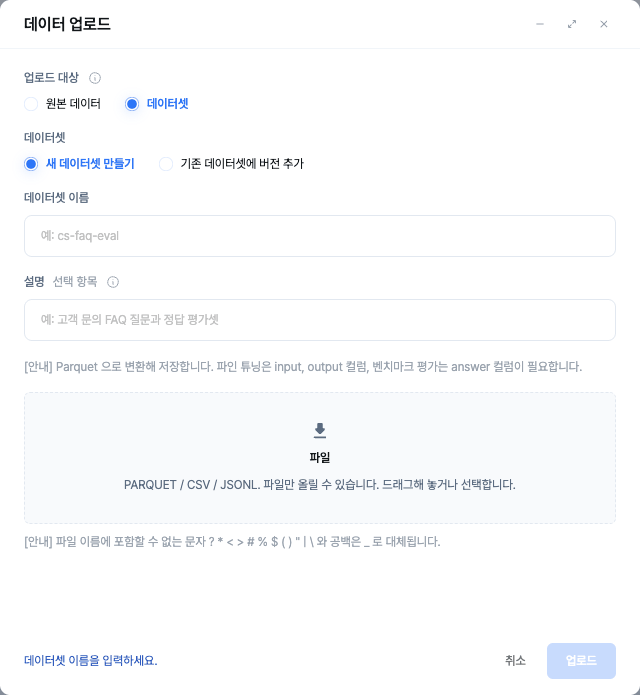 데이터 업로드
업로드 대상
원본 데이터
데이터셋
데이터셋
새 데이터셋 만들기
기존 데이터셋에 버전 추가
데이터셋 이름
예: cs-faq-eval
설명 선택 항목
예: 고객 문의 FAQ 질문과 정답 평가셋
[안내] Parquet 으로 변환해 저장합니다. 파인 튜닝은 input, output 컬럼, 벤치마크 평가는 answer 컬럼이 필요합니다.
파일
PARQUET / CSV / JSONL. 파일만 올릴 수 있습니다. 드래그해 놓거나 선택합니다.
[안내] 파일 이름에 포함할 수 없는 문자 ? * < > # % $ ( ) " | \ 와 공백은 _ 로 대체됩니다.
데이터셋 이름을 입력하세요.
취소
업로드